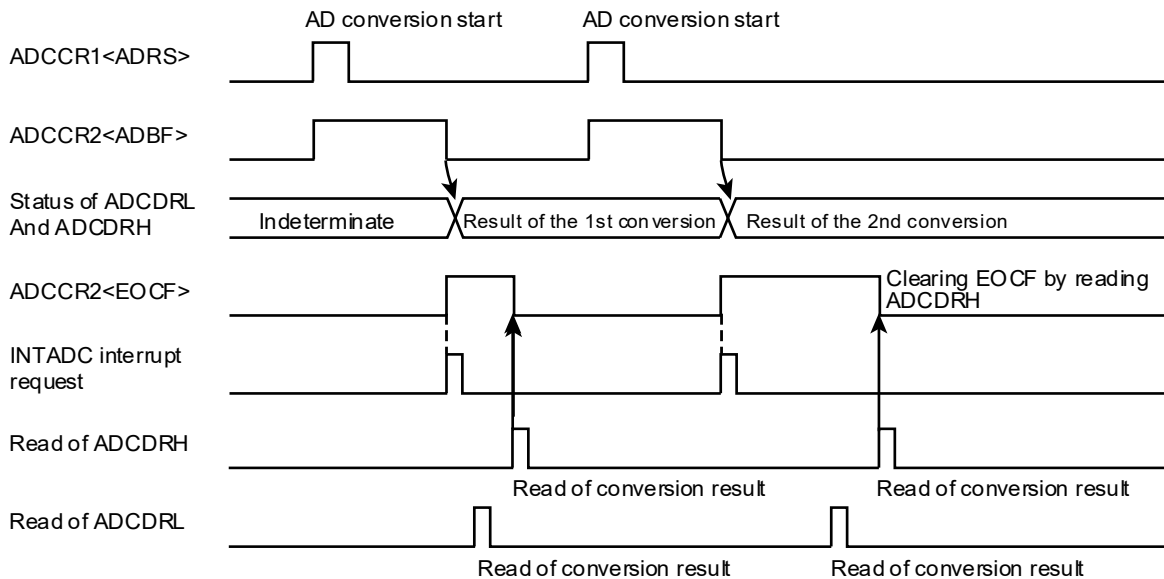 AD conversion start
AD conversion start
ADCCR1<ADRS>
ADCCR2<ADBF>
Status of ADCDRL
And ADCDRH
Indeterminate
Result of the 1st conversion
Result of the 2nd conversion
ADCCR2<EOCF>
Clearing EOCF by reading
ADCDRH
INTADC interrupt
request
Read of ADCDRH
Read of conversion result
Read of conversion result
Read of ADCDRL
Read of conversion result
Read of conversion result